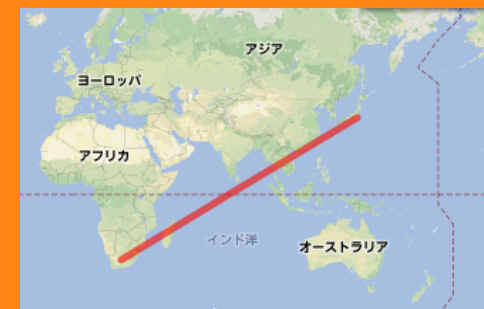 アジア
ヨーロッパ
アフリカ
インド洋
オーストラリア